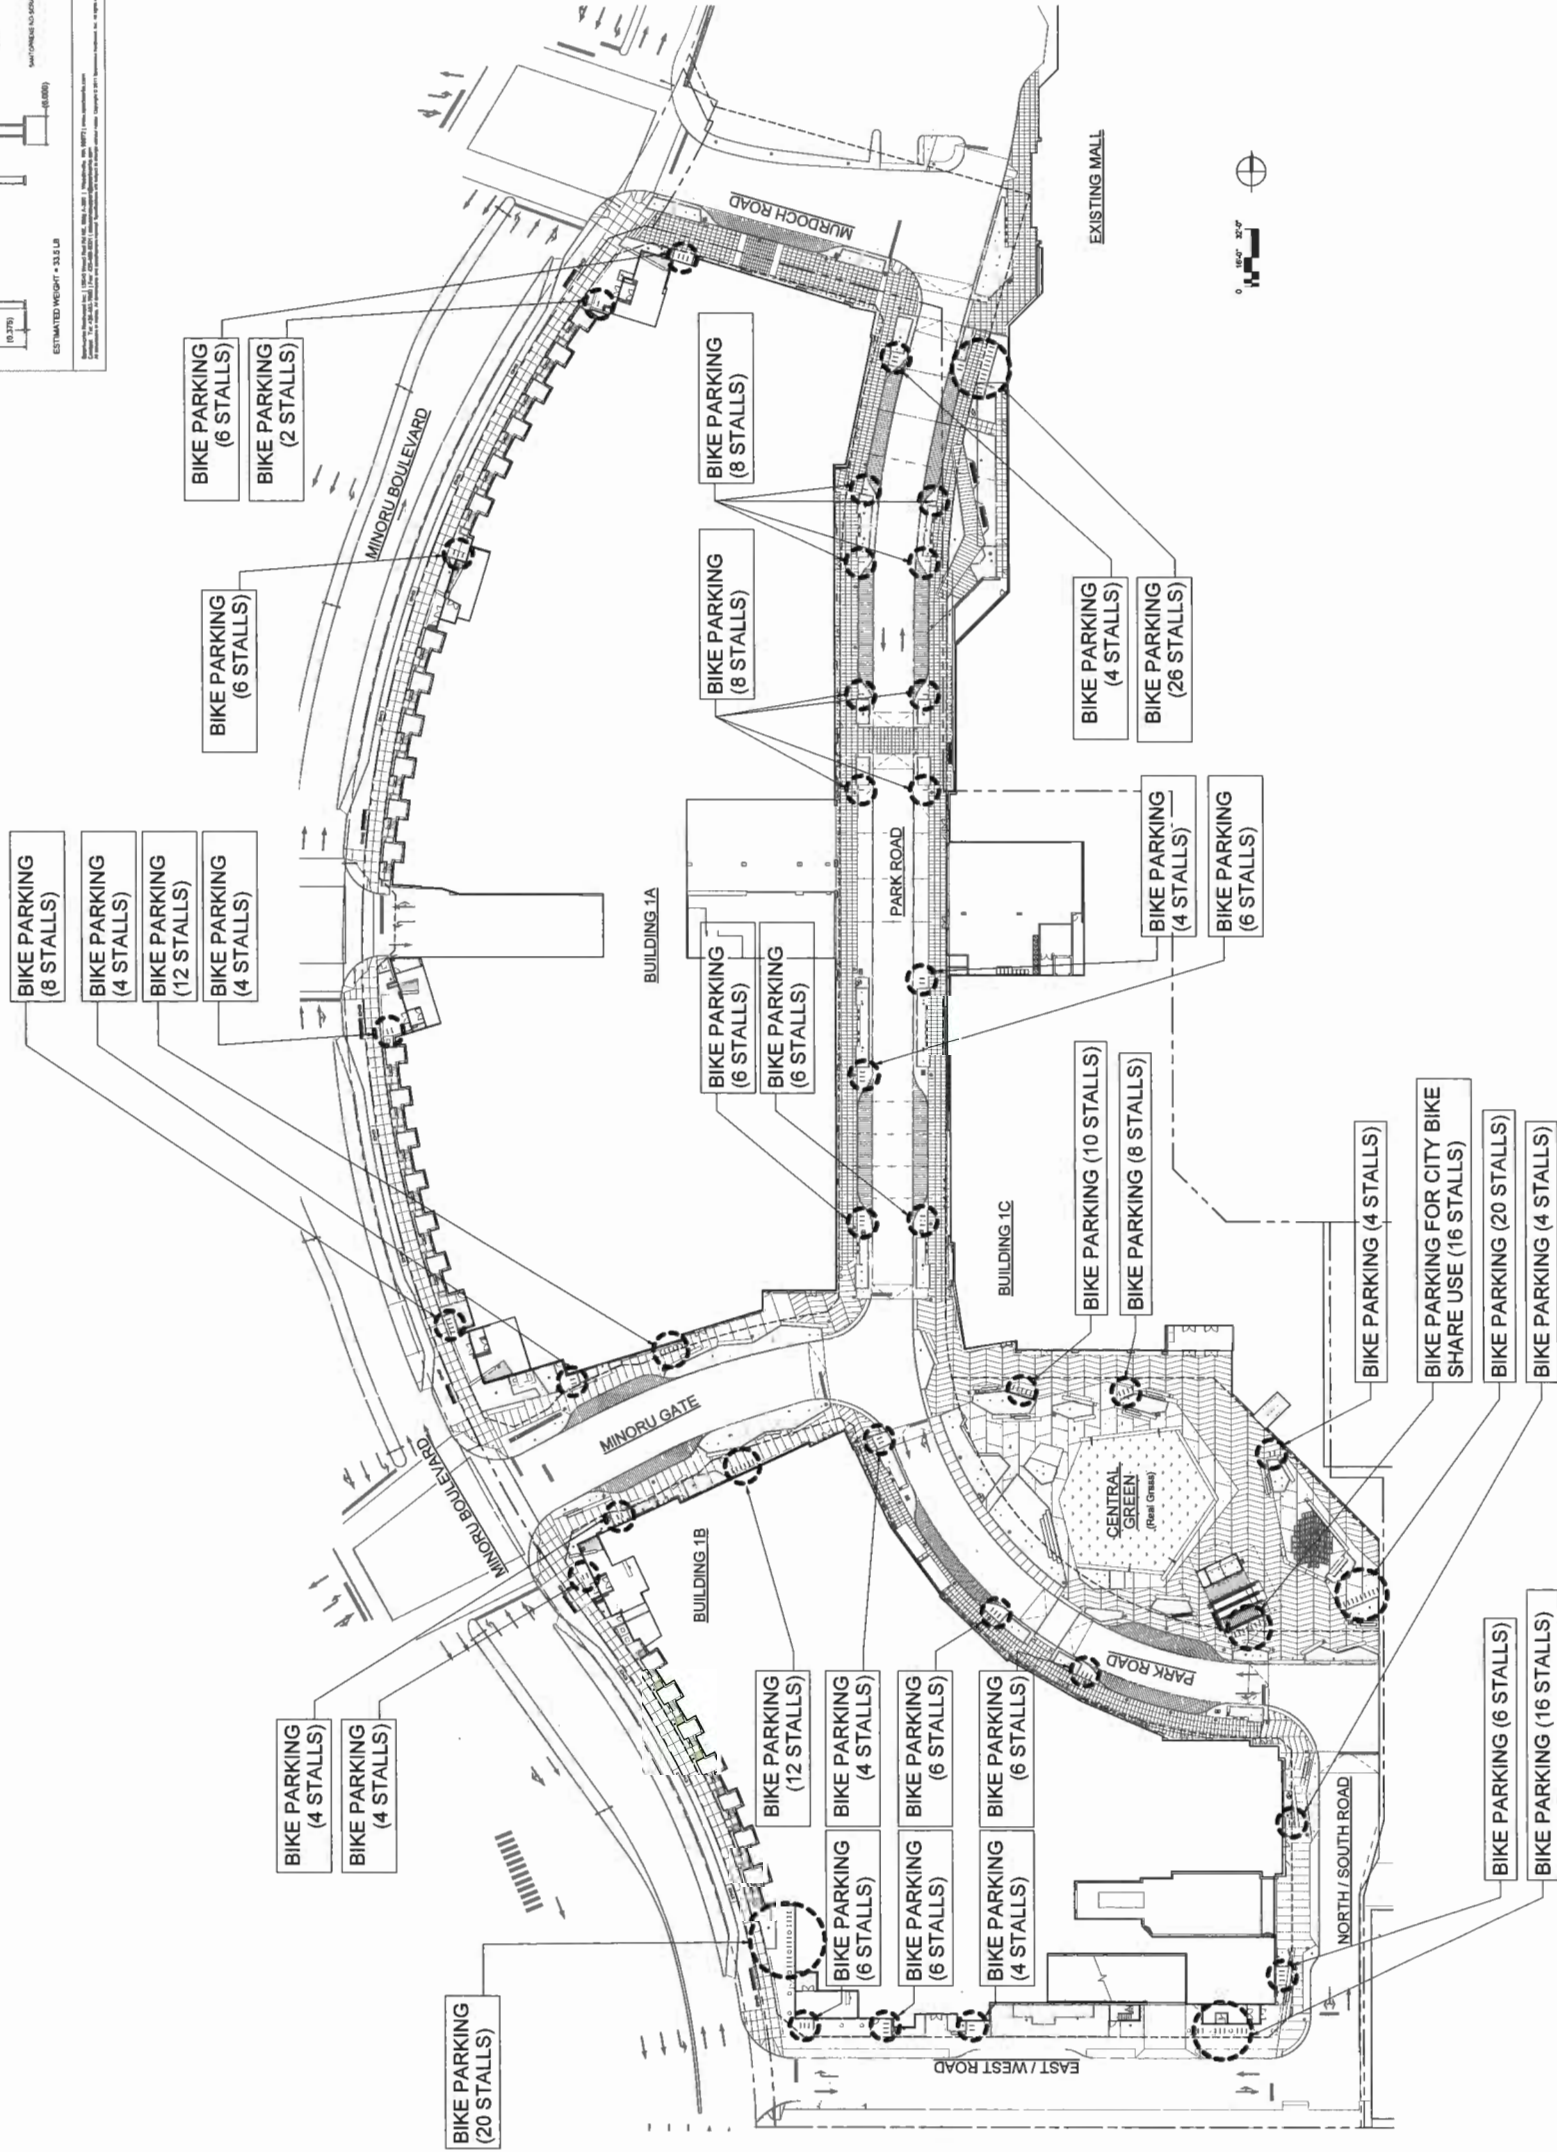 (0.375)
ESTIMATED WEIGHT = 33.5 LB
(6.000)
BIKE PARKING
(8 STALLS)
BIKE PARKING
(4 STALLS)
BIKE PARKING
(12 STALLS)
BIKE PARKING
(4 STALLS)
BIKE PARKING
(6 STALLS)
BIKE PARKING
(6 STALLS)
BIKE PARKING
(2 STALLS)
MINORU BOULEVARD
MURDOCH ROAD
EXISTING MALL
0 16'-0" 32'-0"
BIKE PARKING
(8 STALLS)
BIKE PARKING
(8 STALLS)
BIKE PARKING
(4 STALLS)
BIKE PARKING
(26 STALLS)
BUILDING 1A
PARK ROAD
BIKE PARKING
(6 STALLS)
BIKE PARKING
(6 STALLS)
BIKE PARKING
(4 STALLS)
BIKE PARKING
(6 STALLS)
BUILDING 1C
BIKE PARKING (10 STALLS)
BIKE PARKING (8 STALLS)
BIKE PARKING (4 STALLS)
BIKE PARKING FOR CITY BIKE
SHARE USE (16 STALLS)
BIKE PARKING (20 STALLS)
BIKE PARKING (4 STALLS)
MINORU BOULEVARD
MINORU GATE
CENTRAL
GREEN
(Real Grass)
BUILDING 1B
PARK ROAD
BIKE PARKING
(4 STALLS)
BIKE PARKING
(4 STALLS)
BIKE PARKING
(12 STALLS)
BIKE PARKING
(4 STALLS)
BIKE PARKING
(6 STALLS)
BIKE PARKING
(6 STALLS)
BIKE PARKING
(6 STALLS)
BIKE PARKING
(6 STALLS)
BIKE PARKING
(4 STALLS)
BIKE PARKING
(20 STALLS)
EAST / WEST ROAD
NORTH / SOUTH ROAD
BIKE PARKING (6 STALLS)
BIKE PARKING (16 STALLS)